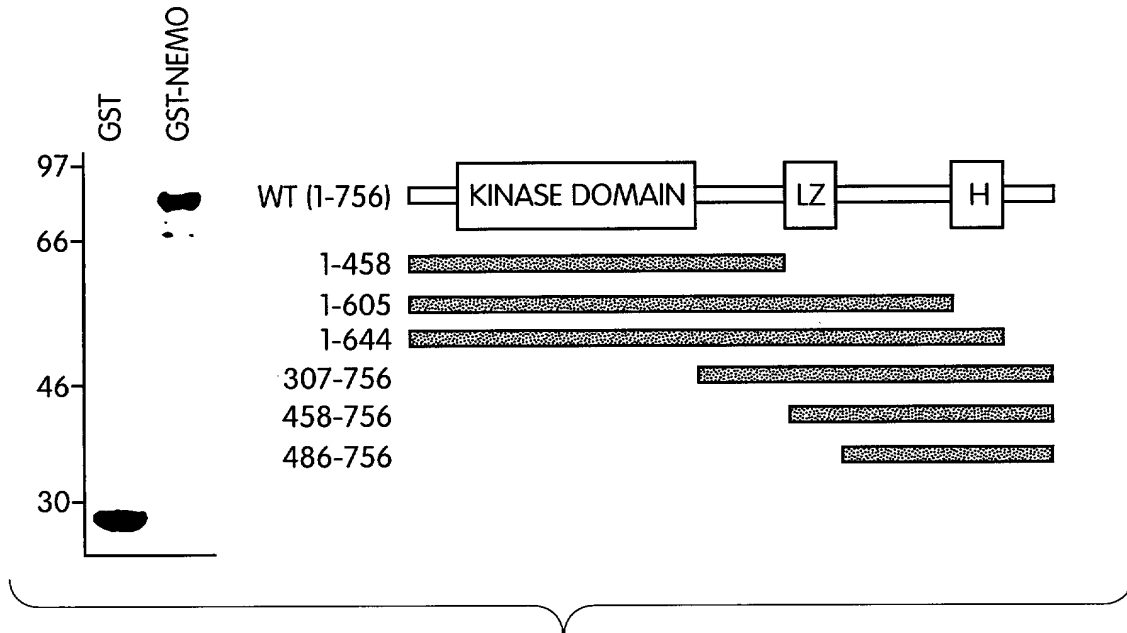 GST
GST-NEMO
97
66
46
30
WT (1-756)
KINASE DOMAIN
LZ
H
1-458
1-605
1-644
307-756
458-756
486-756